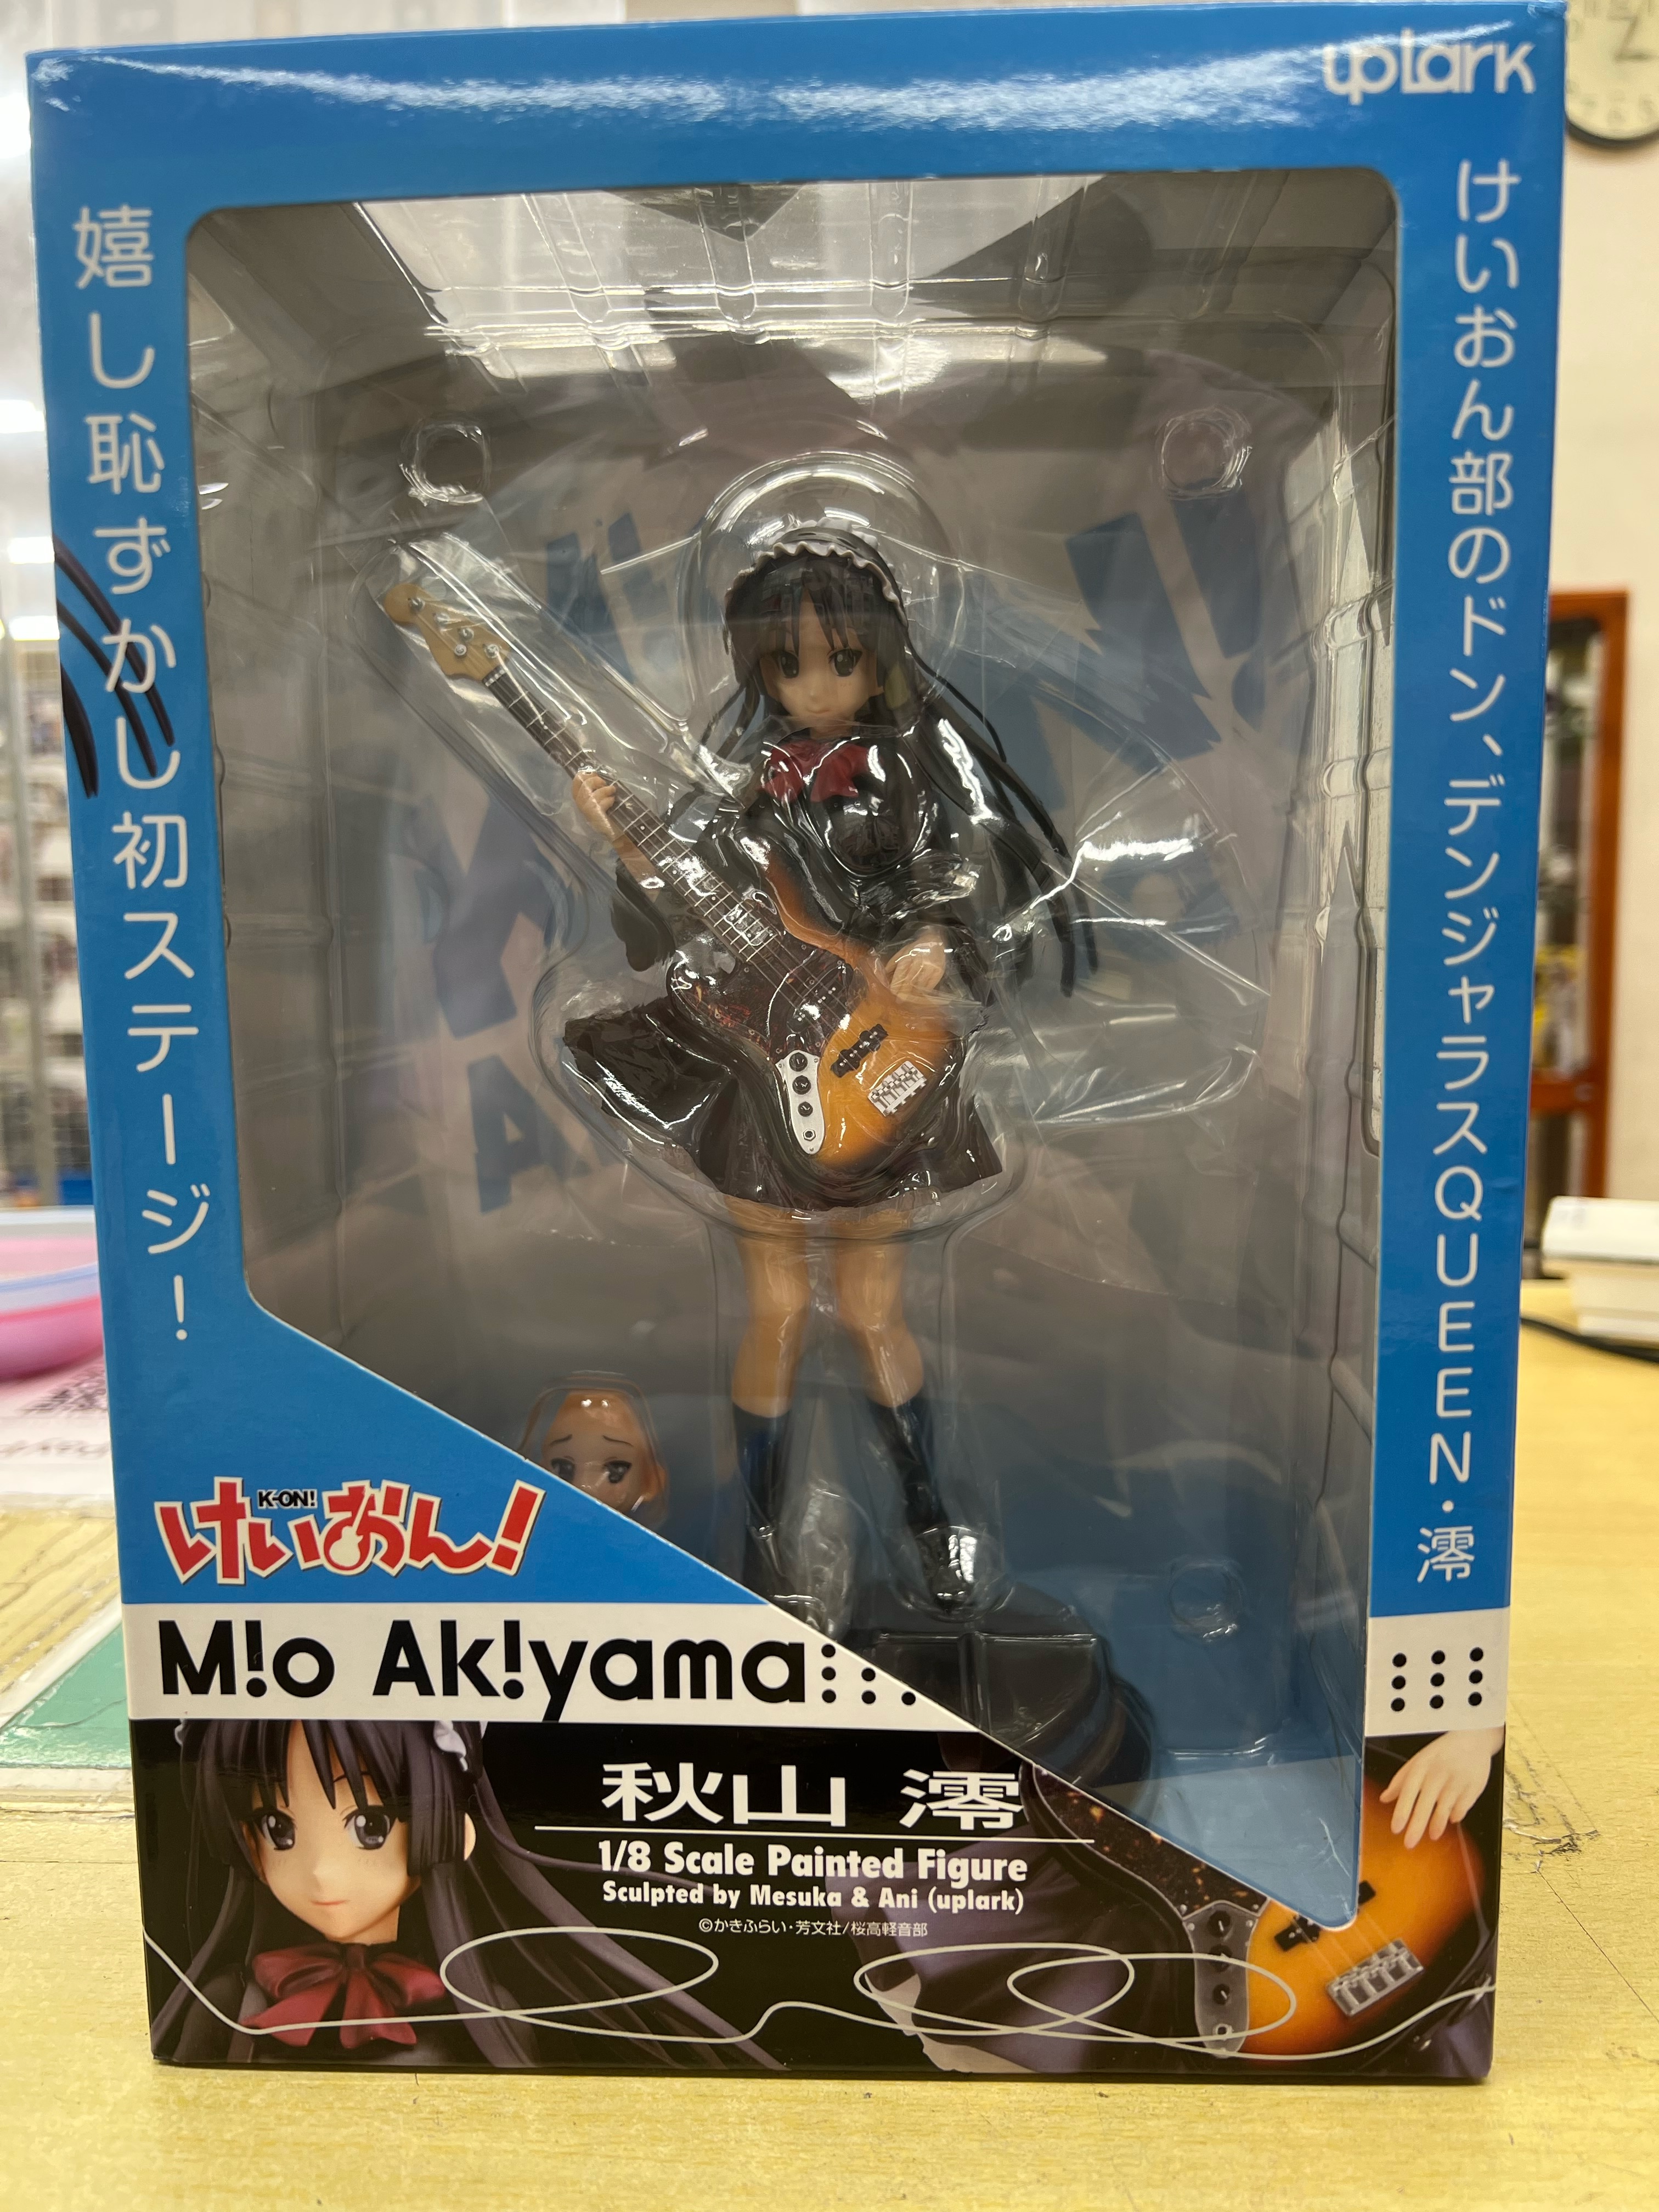 uplark
けいおん部のドン、デンジャラスQUEEN・澪
嬉し恥ずかし初ステージ!
けいおん!
K-ON!
M!o Ak!yama
秋山 澪
1/8 Scale Painted Figure
Sculpted by Mesuka & Ani (uplark)
©かきふらい・芳文社/桜高軽音部